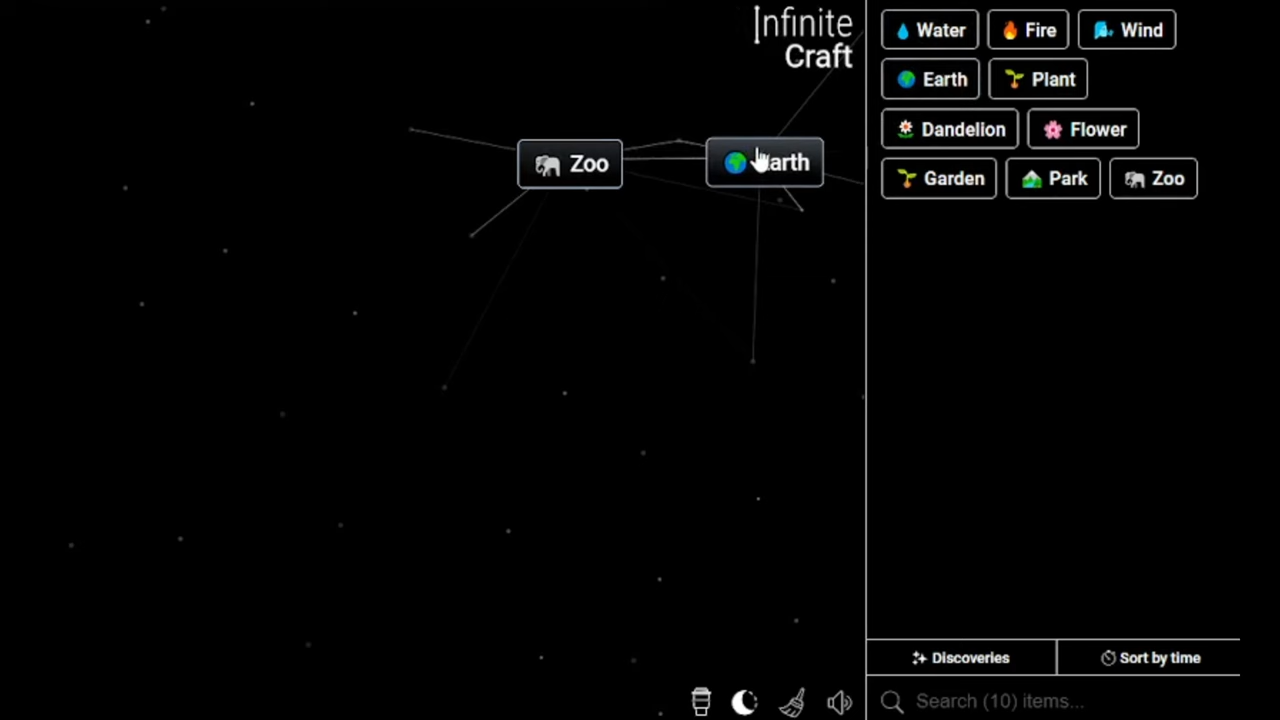 Infinite
Craft
Water Fire Wind
Earth Plant
Dandelion Flower
Garden Park Zoo
Zoo
arth
Discoveries Sort by time
Search (10) items...